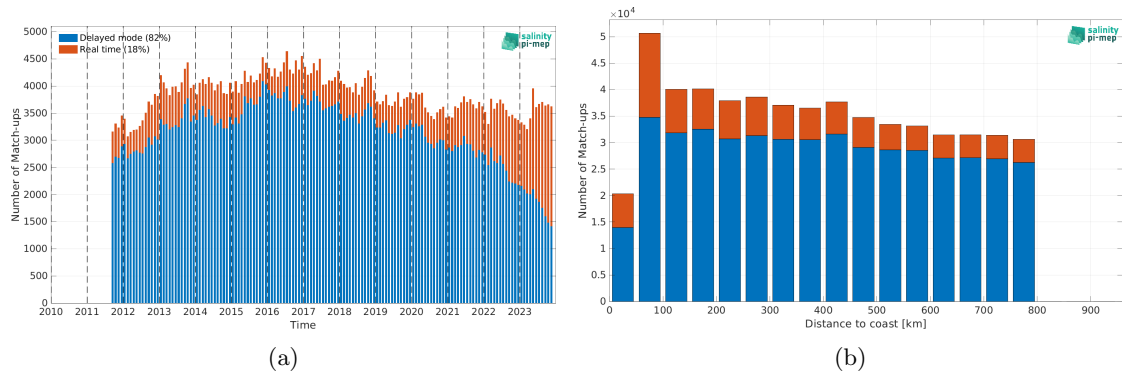 5000
4500
4000
3500
3000
2500
2000
1500
1000
500
0
Number of Match-ups
Delayed mode (82%)
Real time (18%)
salinity
pi-mep
2010 2011 2012 2013 2014 2015 2016 2017 2018 2019 2020 2021 2022 2023
Time
(a)
×10⁴
5
4.5
4
3.5
3
2.5
2
1.5
1
0.5
0
Number of Match-ups
salinity
pi-mep
0 100 200 300 400 500 600 700 800 900
Distance to coast [km]
(b)